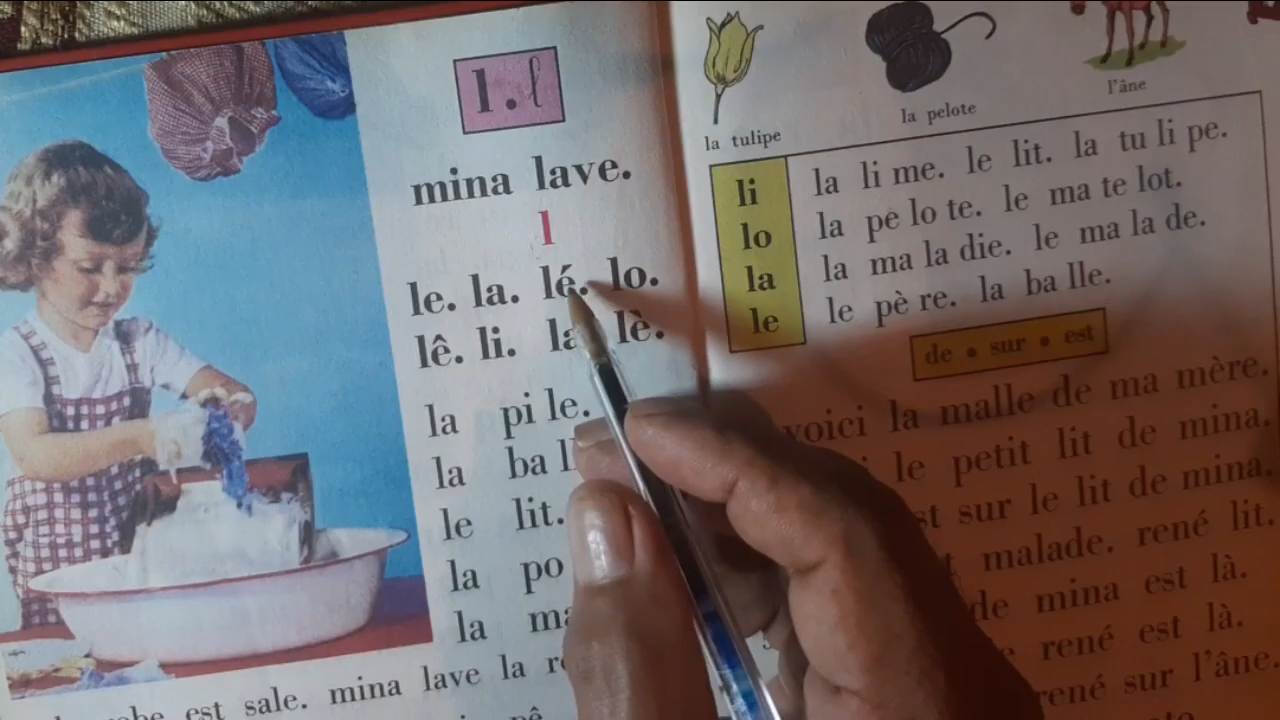 l.l
mina lave.
l
le. la. lé. lo.
lê. li. la lè.
la pi le.
la ba
le lit.
la po
la
est sale. mina lave la
la tulipe
la pelote
l'âne
li
lo
la
le
la li me. le lit. la tu li pe.
la pe lo te. le ma te lot.
la ma la die. le ma la de.
le pè re. la ba lle.
de • sur • est
voici la malle de ma mère.
le petit lit de mina.
sur le lit de mina.
malade. rené lit.
de mina est là.
rené est là.
rené sur l'âne.